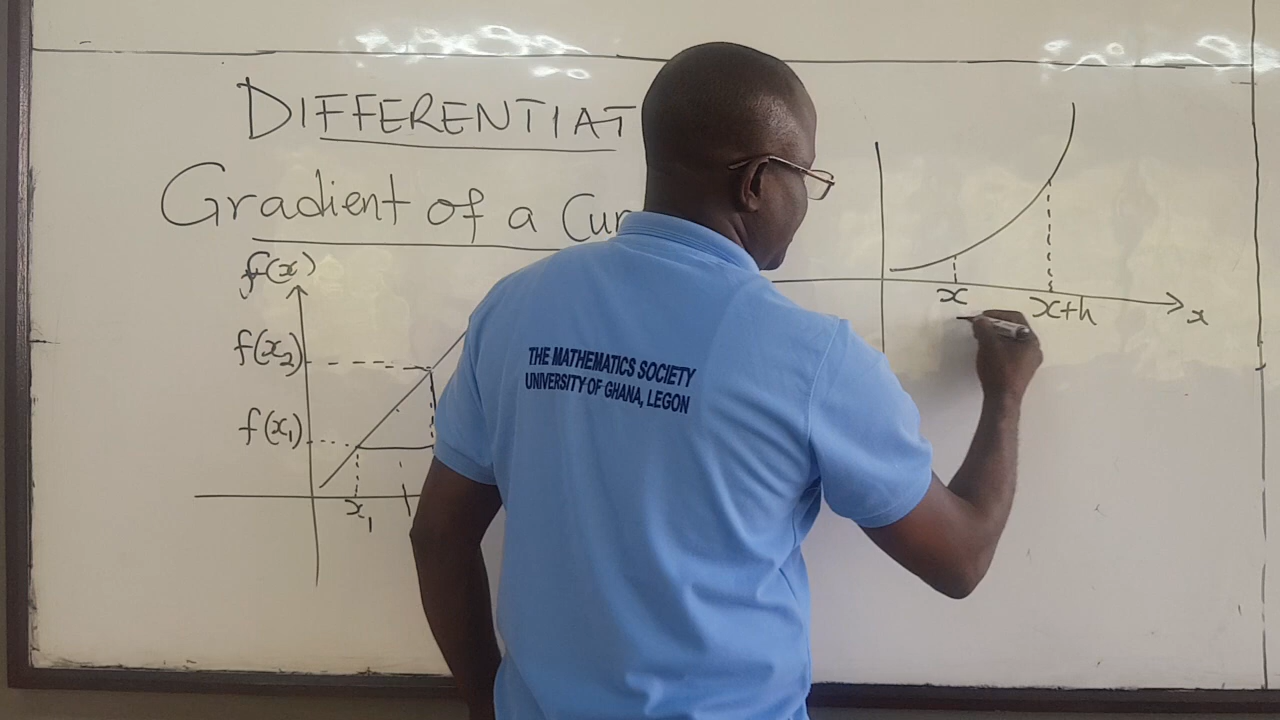 DIFFERENTIAT
Gradient of a Cur
f(x)
f(x₂)
f(x₁)
x₁
THE MATHEMATICS SOCIETY
UNIVERSITY OF GHANA, LEGON
x
x+h
x